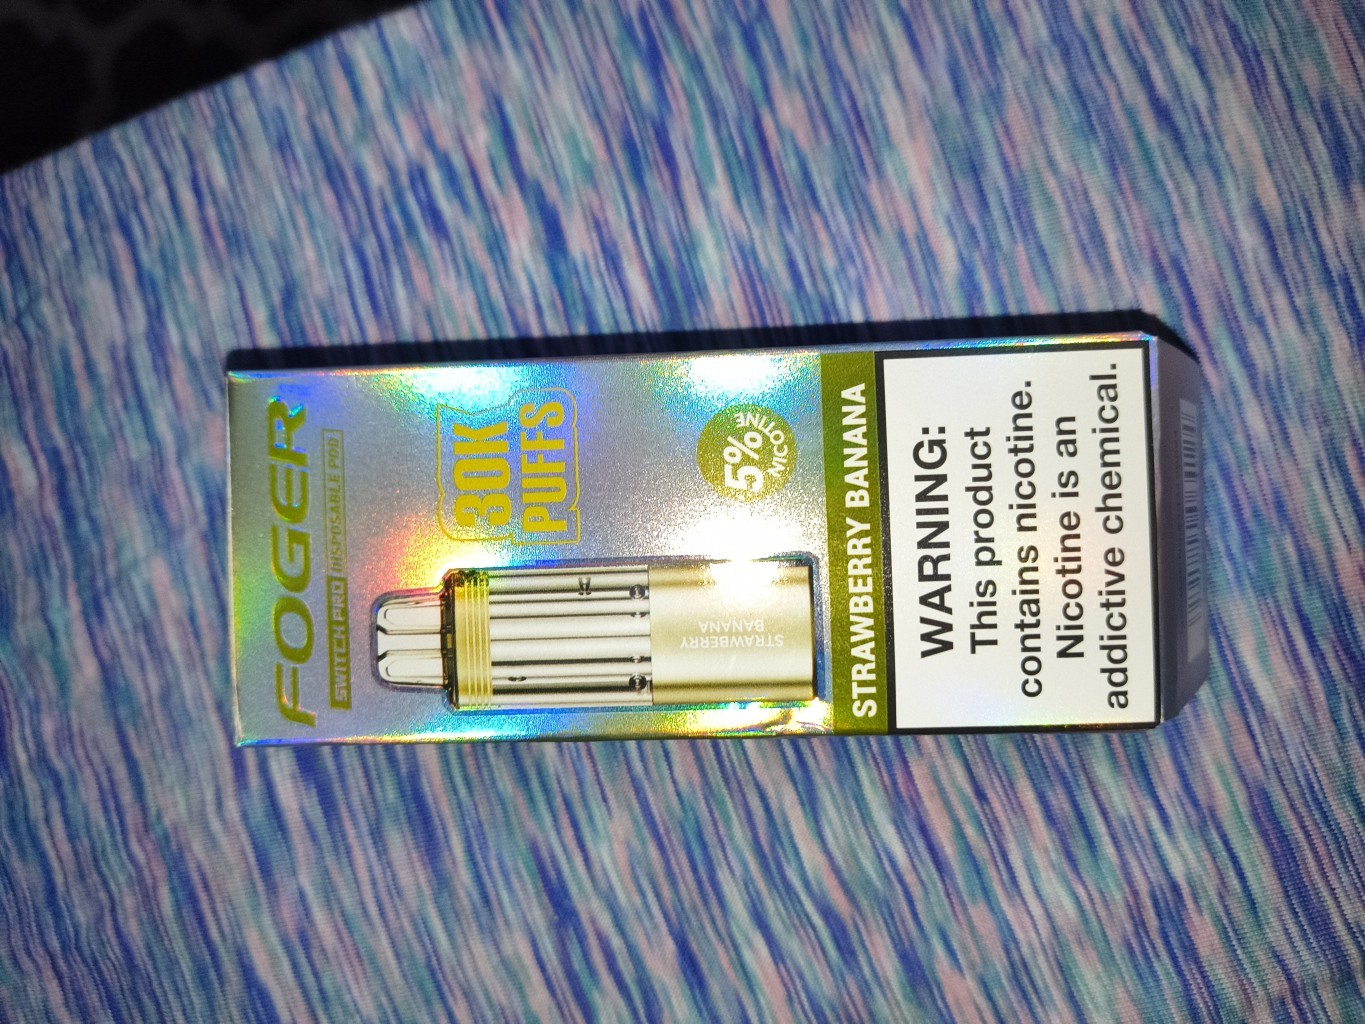 FOGER
SWITCH PRO DISPOSABLE POD
30K
PUFFS
5%
NICOTINE
STRAWBERRY
BANANA
STRAWBERRY BANANA
WARNING:
This product
contains nicotine.
Nicotine is an
addictive chemical.